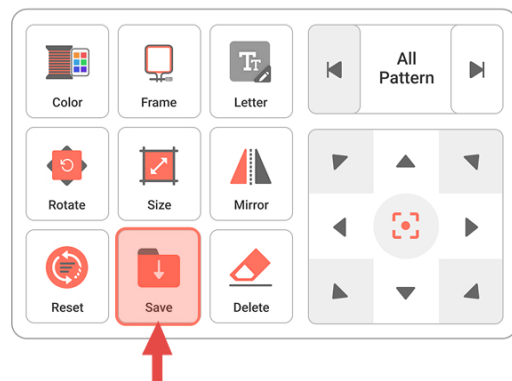 Color
Frame
Letter
All
Pattern
Rotate
Size
Mirror
Reset
Save
Delete